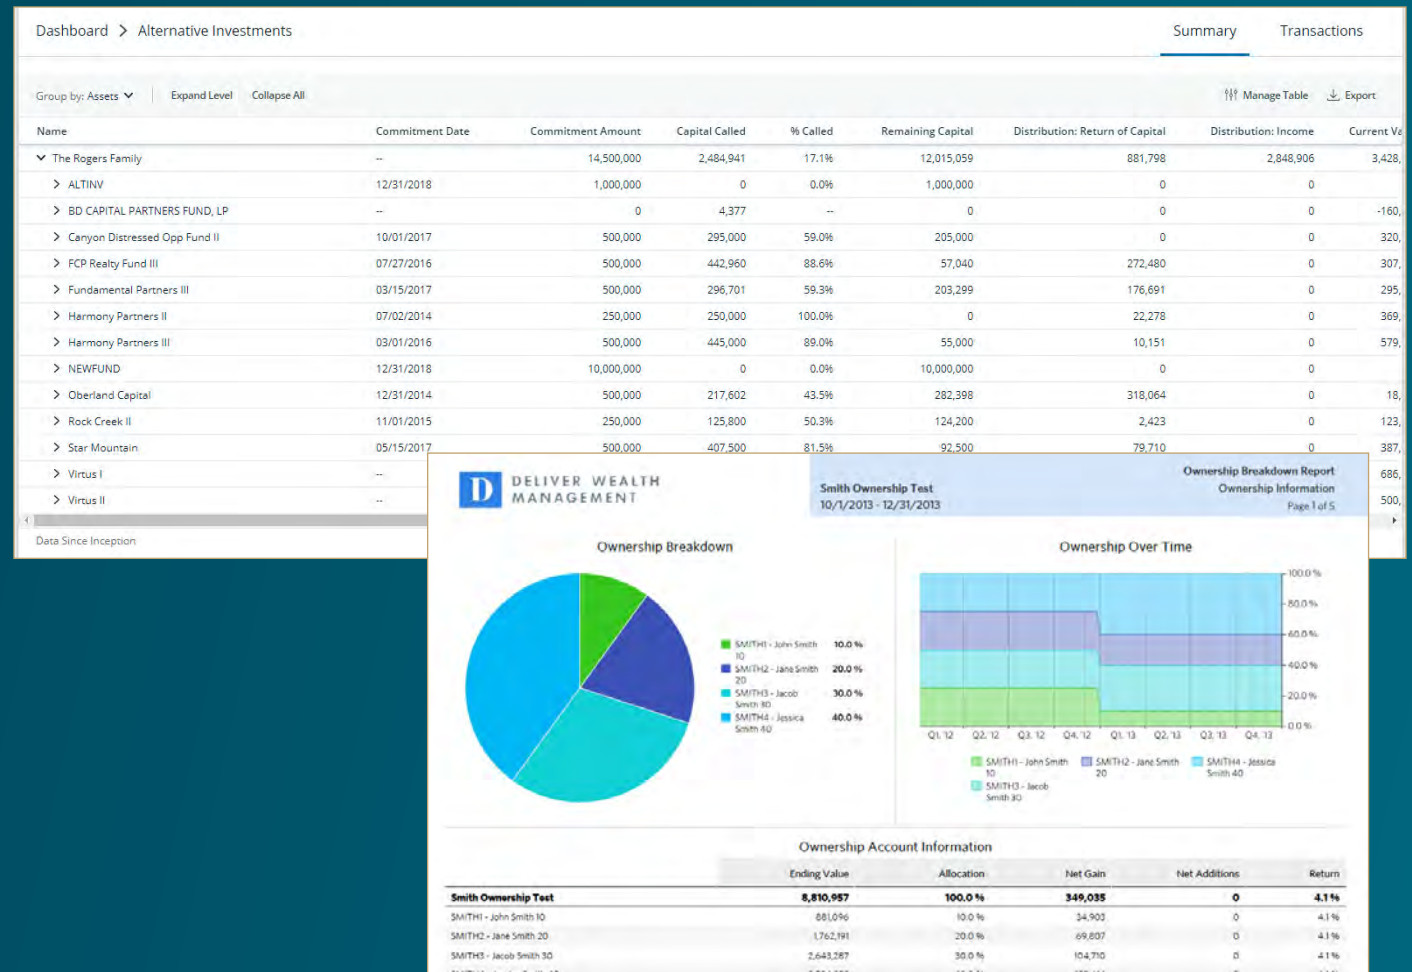 Dashboard > Alternative Investments
Summary Transactions
Group by: Assets Expand Level Collapse All Manage Table Export
Name Commitment Date Commitment Amount Capital Called % Called Remaining Capital Distribution: Return of Capital Distribution: Income Current Va
The Rogers Family -- 14,500,000 2,484,941 17.1% 12,015,059 881,798 2,848,906 3,428,
ALTINV 12/31/2018 1,000,000 0 0.0% 1,000,000 0 0
BD CAPITAL PARTNERS FUND, LP -- 0 4,377 -- 0 0 0 -160,
Canyon Distressed Opp Fund II 10/01/2017 500,000 295,000 59.0% 205,000 0 0 320,
FCP Realty Fund III 07/27/2016 500,000 442,960 88.6% 57,040 272,480 0 307,
Fundamental Partners III 03/15/2017 500,000 296,701 59.3% 203,299 176,691 0 295,
Harmony Partners II 07/02/2014 250,000 250,000 100.0% 0 22,278 0 369,
Harmony Partners III 03/01/2016 500,000 445,000 89.0% 55,000 10,151 0 579,
NEWFUND 12/31/2018 10,000,000 0 0.0% 10,000,000 0 0
Oberland Capital 12/31/2014 500,000 217,602 43.5% 282,398 318,064 0 18,
Rock Creek II 11/01/2015 250,000 125,800 50.3% 124,200 2,423 0 123,
Star Mountain 05/15/2017 500,000 407,500 81.5% 92,500 79,710 0 387,
Virtus I -- 686,
Virtus II -- 500,
Data Since Inception
D DELIVER WEALTH
MANAGEMENT
Smith Ownership Test
10/1/2013 - 12/31/2013
Ownership Breakdown Report
Ownership Information
Page 1 of 5
Ownership Breakdown
SMITH1 - John Smith 10.0 %
10
SMITH2 - Jane Smith 20.0 %
20
SMITH3 - Jacob 30.0 %
Smith 30
SMITH4 - Jessica 40.0 %
Smith 40
Ownership Over Time
100.0 %
80.0 %
60.0 %
40.0 %
20.0 %
0.0 %
Q1, '12 Q2, '12 Q3, '12 Q4, '12 Q1, '13 Q2, '13 Q3, '13 Q4, '13
SMITH1 - John Smith SMITH2 - Jane Smith SMITH4 - Jessica
10 20 Smith 40
SMITH3 - Jacob
Smith 30
Ownership Account Information
Ending Value Allocation Net Gain Net Additions Return
Smith Ownership Test 8,810,957 100.0 % 349,035 0 4.1 %
SMITH1 - John Smith 10 881,096 10.0 % 34,903 0 4.1 %
SMITH2 - Jane Smith 20 1,762,191 20.0 % 69,807 0 4.1 %
SMITH3 - Jacob Smith 30 2,643,287 30.0 % 104,710 0 4.1 %